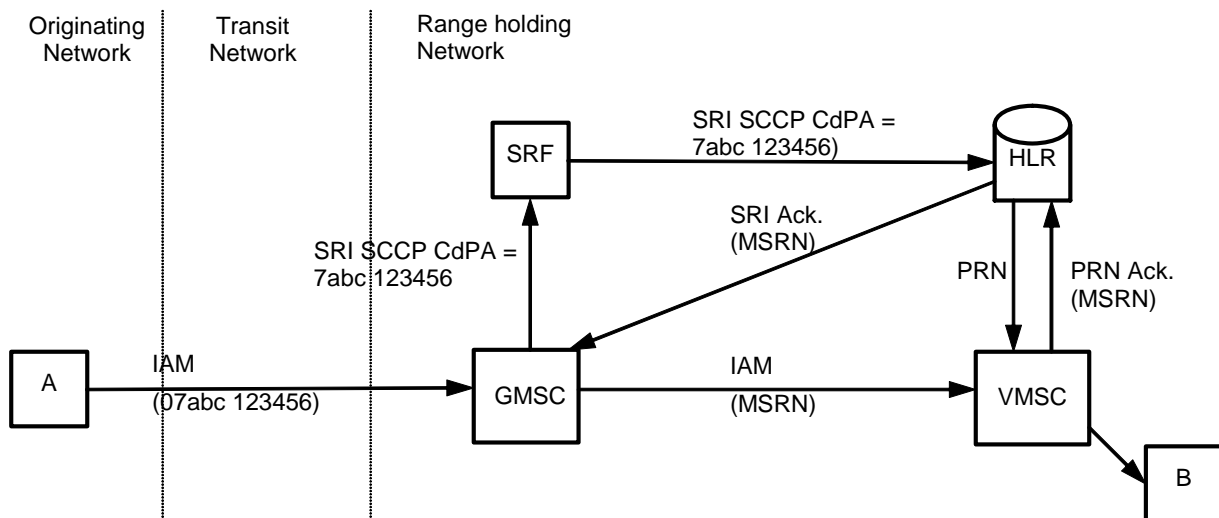 Originating
Network
Transit
Network
Range holding
Network
SRI SCCP CdPA =
7abc 123456)
SRF
HLR
SRI Ack.
(MSRN)
SRI SCCP CdPA =
7abc 123456
PRN
PRN Ack.
(MSRN)
A
IAM
(07abc 123456)
GMSC
IAM
(MSRN)
VMSC
B